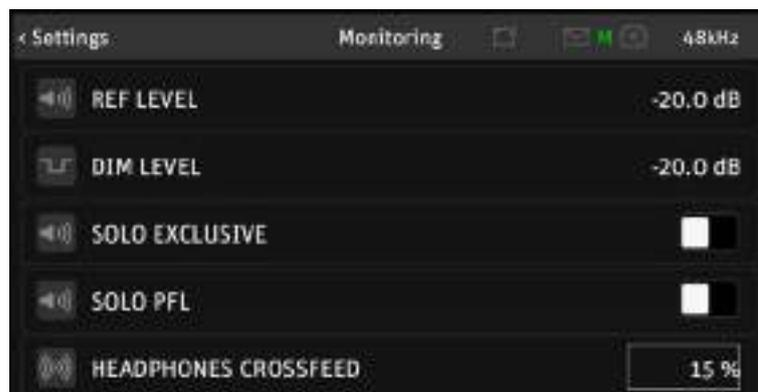 < Settings Monitoring M 48kHz
REF LEVEL -20.0 dB
DIM LEVEL -20.0 dB
SOLO EXCLUSIVE
SOLO PFL
HEADPHONES CROSSFEED 15 %